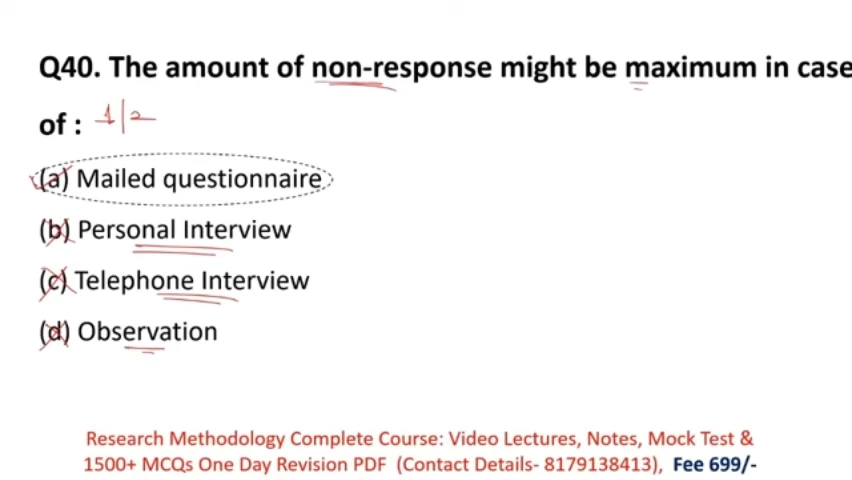 Q40. The amount of non-response might be maximum in case
of : 1|2
(a) Mailed questionnaire
(b) Personal Interview
(c) Telephone Interview
(d) Observation
Research Methodology Complete Course: Video Lectures, Notes, Mock Test &
1500+ MCQs One Day Revision PDF (Contact Details- 8179138413), Fee 699/-